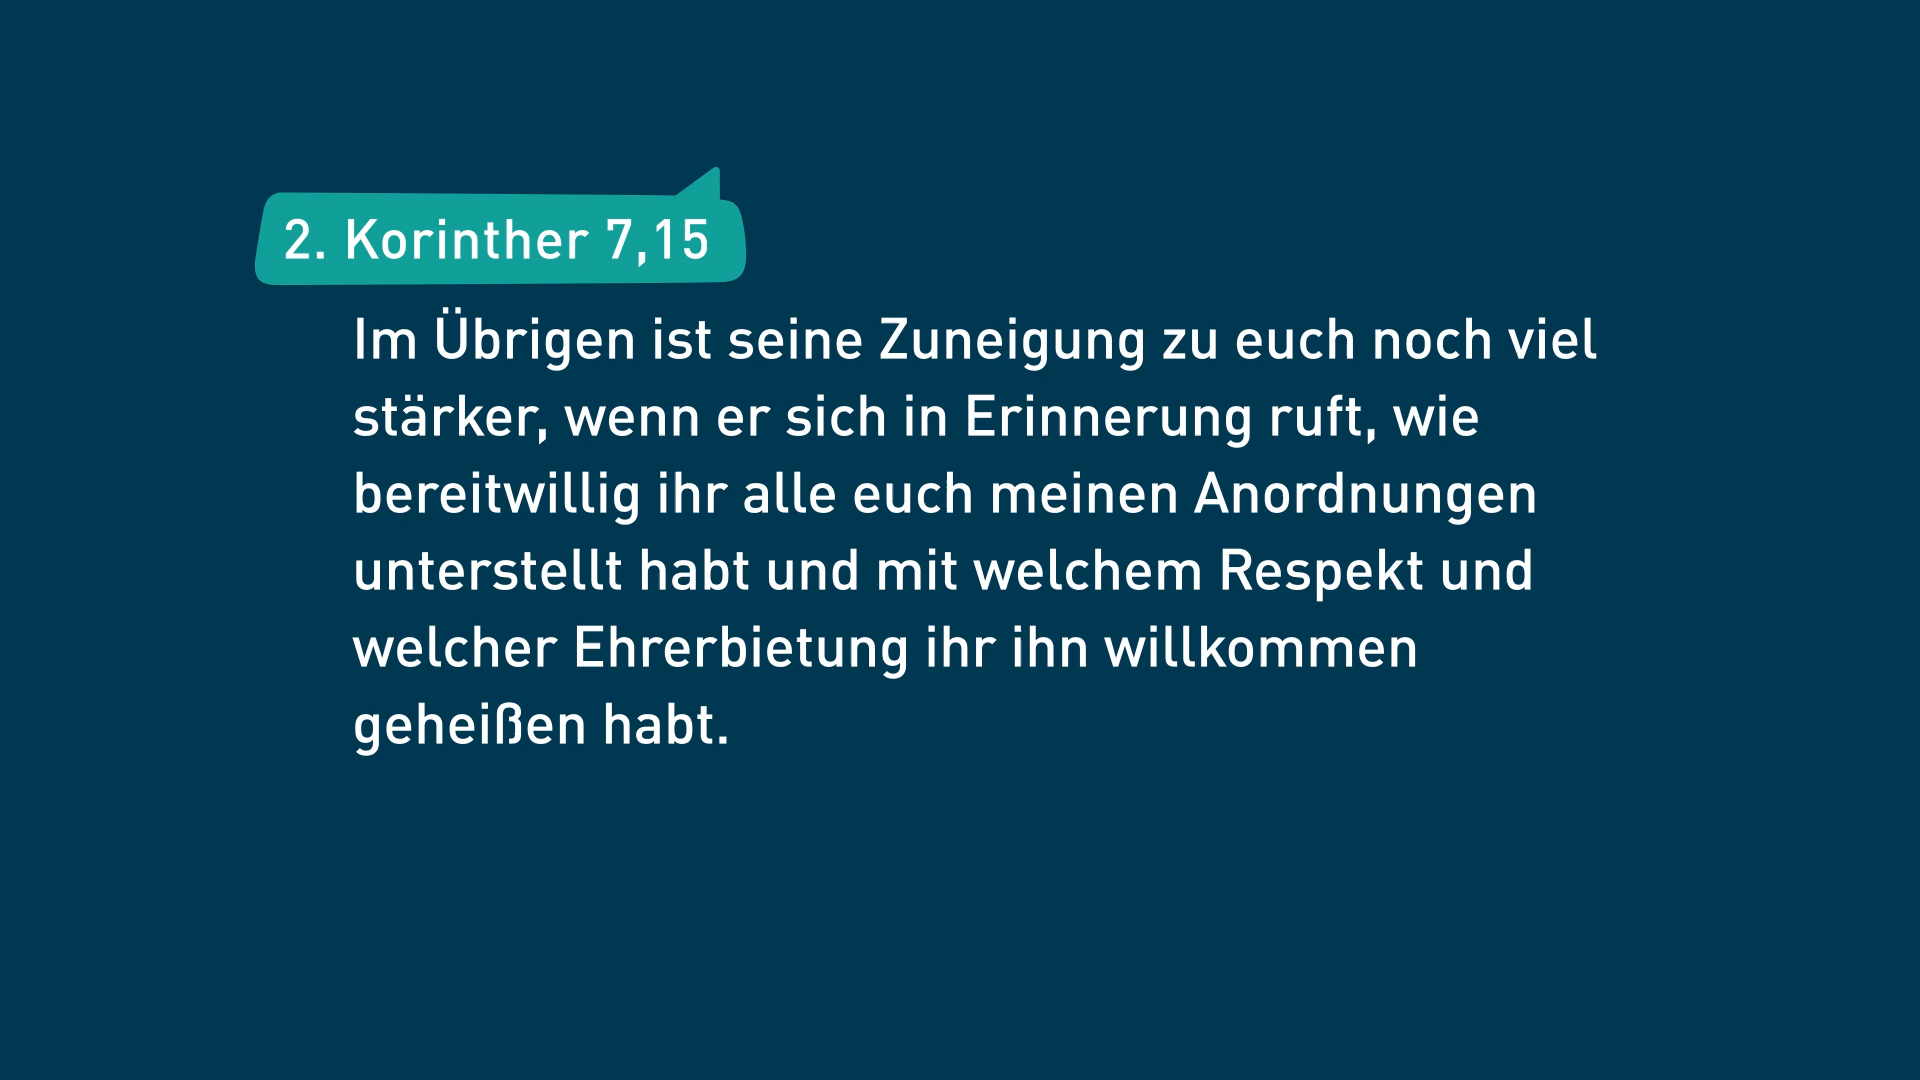 2. Korinther 7,15
Im Übrigen ist seine Zuneigung zu euch noch viel
stärker, wenn er sich in Erinnerung ruft, wie
bereitwillig ihr alle euch meinen Anordnungen
unterstellt habt und mit welchem Respekt und
welcher Ehrerbietung ihr ihn willkommen
geheißen habt.